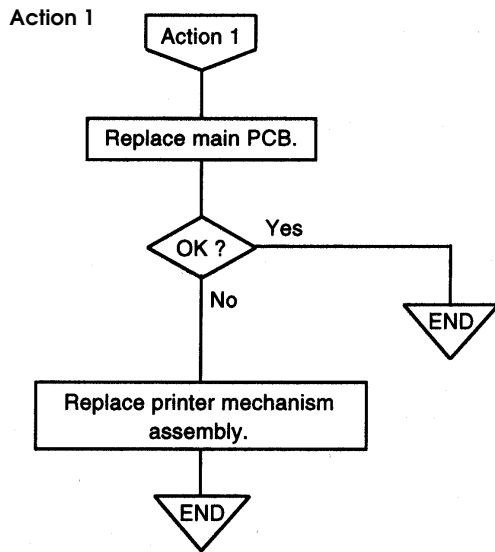 Action 1
Action 1
Replace main PCB.
OK ?
Yes
No
END
Replace printer mechanism
assembly.
END